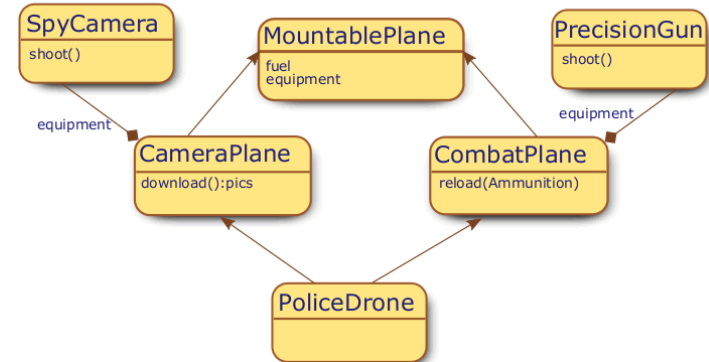 SpyCamera
shoot()
MountablePlane
fuel
equipment
PrecisionGun
shoot()
equipment
equipment
CameraPlane
download():pics
CombatPlane
reload(Ammunition)
PoliceDrone